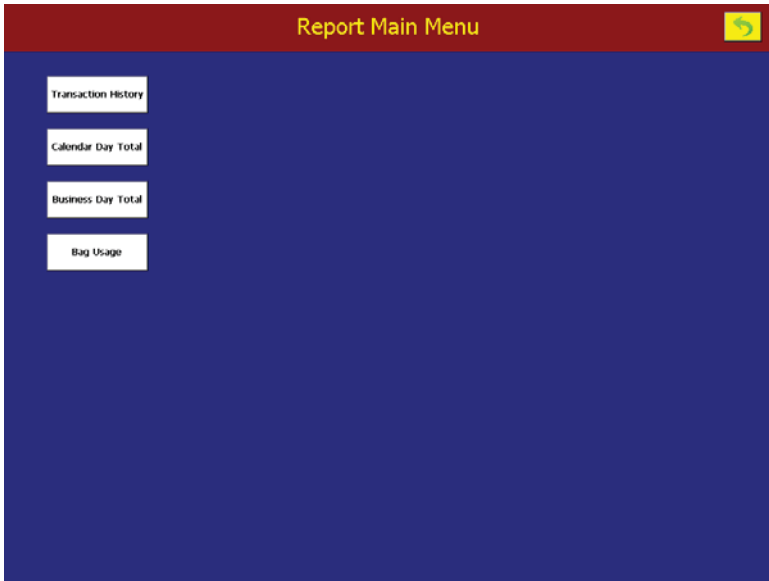 Report Main Menu
Transaction History
Calendar Day Total
Business Day Total
Bag Usage